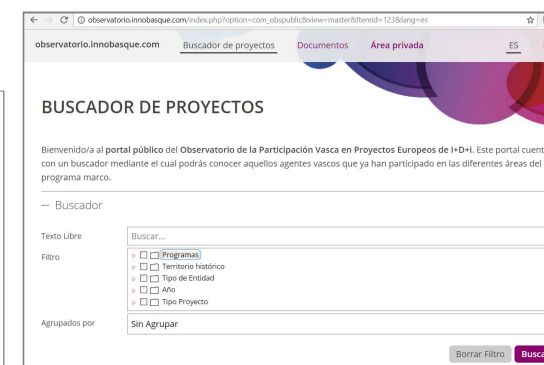 observatorio.innobasque.com/index.php?option=com_obspublic&view=master&Itemid=123&lang=es
observatorio.innobasque.com Buscador de proyectos Documentos Área privada ES
BUSCADOR DE PROYECTOS
Bienvenido/a al portal público del Observatorio de la Participación Vasca en Proyectos Europeos de I+D+i. Este portal cuent
con un buscador mediante el cual podrás conocer aquellos agentes vascos que ya han participado en las diferentes áreas del
programa marco.
— Buscador
Texto Libre Buscar...
Filtro Programas
Territorio histórico
Tipo de Entidad
Año
Tipo Proyecto
Agrupados por Sin Agrupar
Borrar Filtro Busca